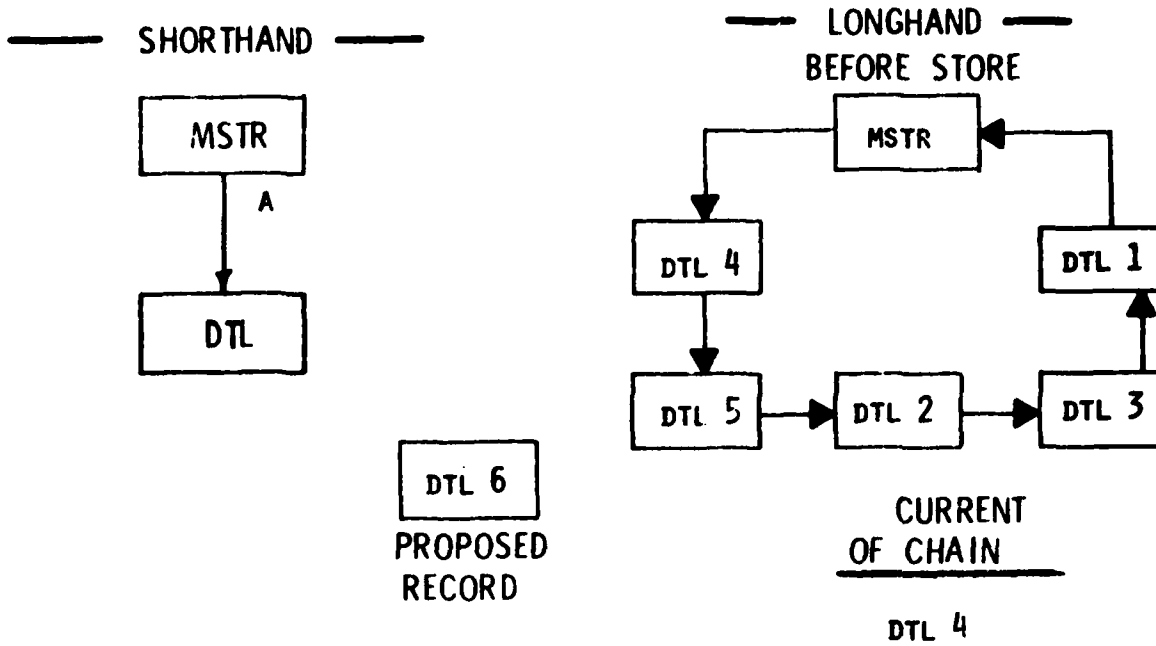 SHORTHAND
MSTR
A
DTL
DTL 6
PROPOSED
RECORD
LONGHAND
BEFORE STORE
MSTR
DTL 4
DTL 1
DTL 5
DTL 2
DTL 3
CURRENT
OF CHAIN
DTL 4